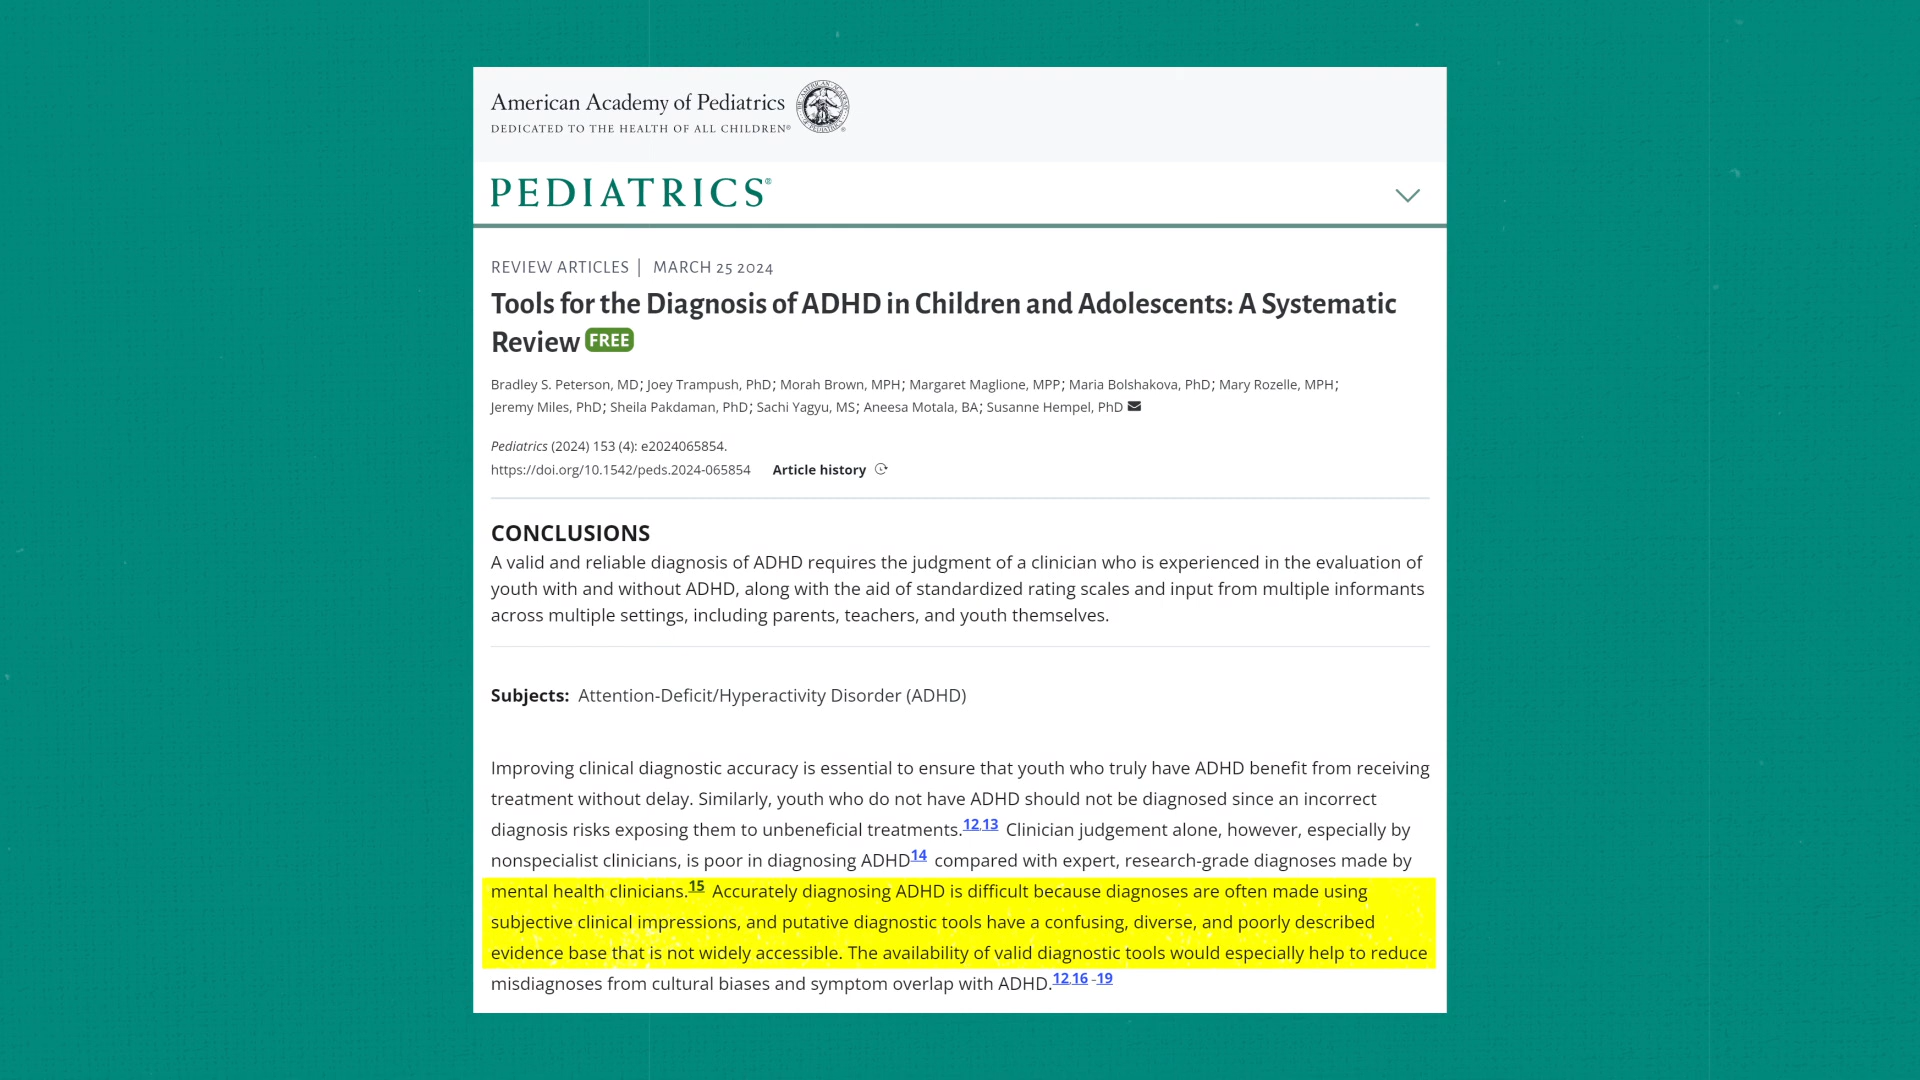 American Academy of Pediatrics
DEDICATED TO THE HEALTH OF ALL CHILDREN®
PEDIATRICS®
REVIEW ARTICLES | MARCH 25 2024
Tools for the Diagnosis of ADHD in Children and Adolescents: A Systematic
Review FREE
Bradley S. Peterson, MD; Joey Trampush, PhD; Morah Brown, MPH; Margaret Maglione, MPP; Maria Bolshakova, PhD; Mary Rozelle, MPH;
Jeremy Miles, PhD; Sheila Pakdaman, PhD; Sachi Yagyu, MS; Aneesa Motala, BA; Susanne Hempel, PhD
Pediatrics (2024) 153 (4): e2024065854.
https://doi.org/10.1542/peds.2024-065854 Article history
CONCLUSIONS
A valid and reliable diagnosis of ADHD requires the judgment of a clinician who is experienced in the evaluation of
youth with and without ADHD, along with the aid of standardized rating scales and input from multiple informants
across multiple settings, including parents, teachers, and youth themselves.
Subjects: Attention-Deficit/Hyperactivity Disorder (ADHD)
Improving clinical diagnostic accuracy is essential to ensure that youth who truly have ADHD benefit from receiving
treatment without delay. Similarly, youth who do not have ADHD should not be diagnosed since an incorrect
diagnosis risks exposing them to unbeneficial treatments.12,13 Clinician judgement alone, however, especially by
nonspecialist clinicians, is poor in diagnosing ADHD14 compared with expert, research-grade diagnoses made by
mental health clinicians.15 Accurately diagnosing ADHD is difficult because diagnoses are often made using
subjective clinical impressions, and putative diagnostic tools have a confusing, diverse, and poorly described
evidence base that is not widely accessible. The availability of valid diagnostic tools would especially help to reduce
misdiagnoses from cultural biases and symptom overlap with ADHD.12,16 -19